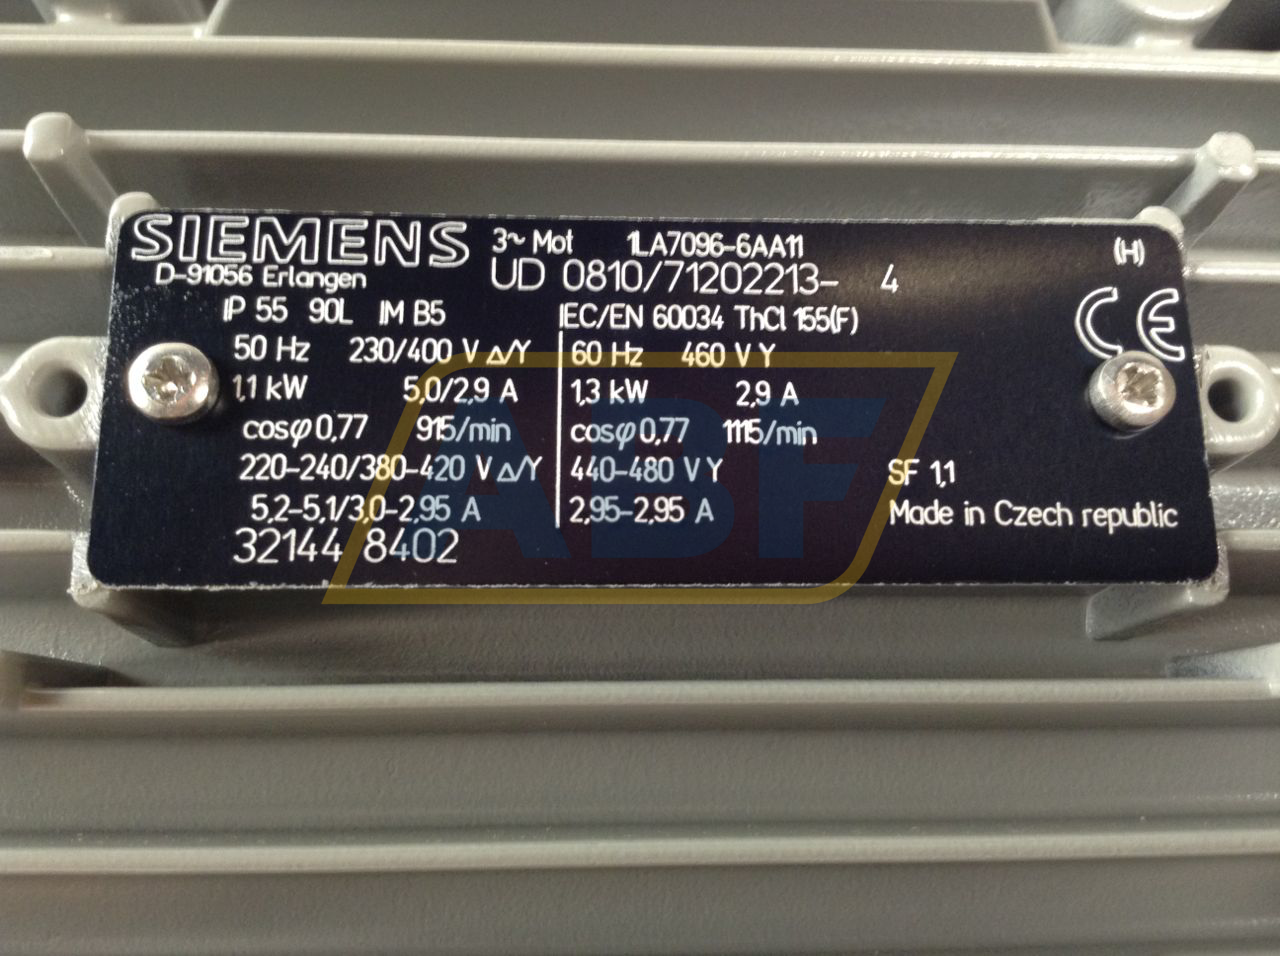 SIEMENS 3~ Mot 1LA7096-6AA11 (H)
D-91056 Erlangen UD 0810/71202213- 4
IP 55 90L IM B5 IEC/EN 60034 ThCl 155(F) CE
50 Hz 230/400 V Δ/Y 60 Hz 460 V Y
1,1 kW 5,0/2,9 A 1,3 kW 2,9 A
cosφ 0,77 915/min cosφ 0,77 1115/min
220-240/380-420 V Δ/Y 440-480 V Y SF 1,1
5,2-5,1/3,0-2,95 A 2,95-2,95 A Made in Czech republic
32144 8402
ABF